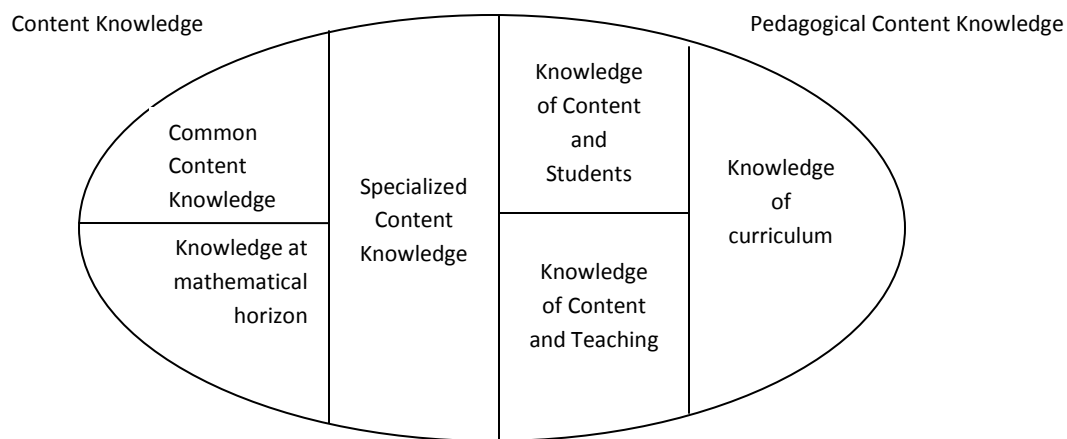 Content Knowledge
Pedagogical Content Knowledge
Common
Content
Knowledge
Knowledge at
mathematical
horizon
Specialized
Content
Knowledge
Knowledge
of Content
and
Students
Knowledge
of Content
and Teaching
Knowledge
of
curriculum